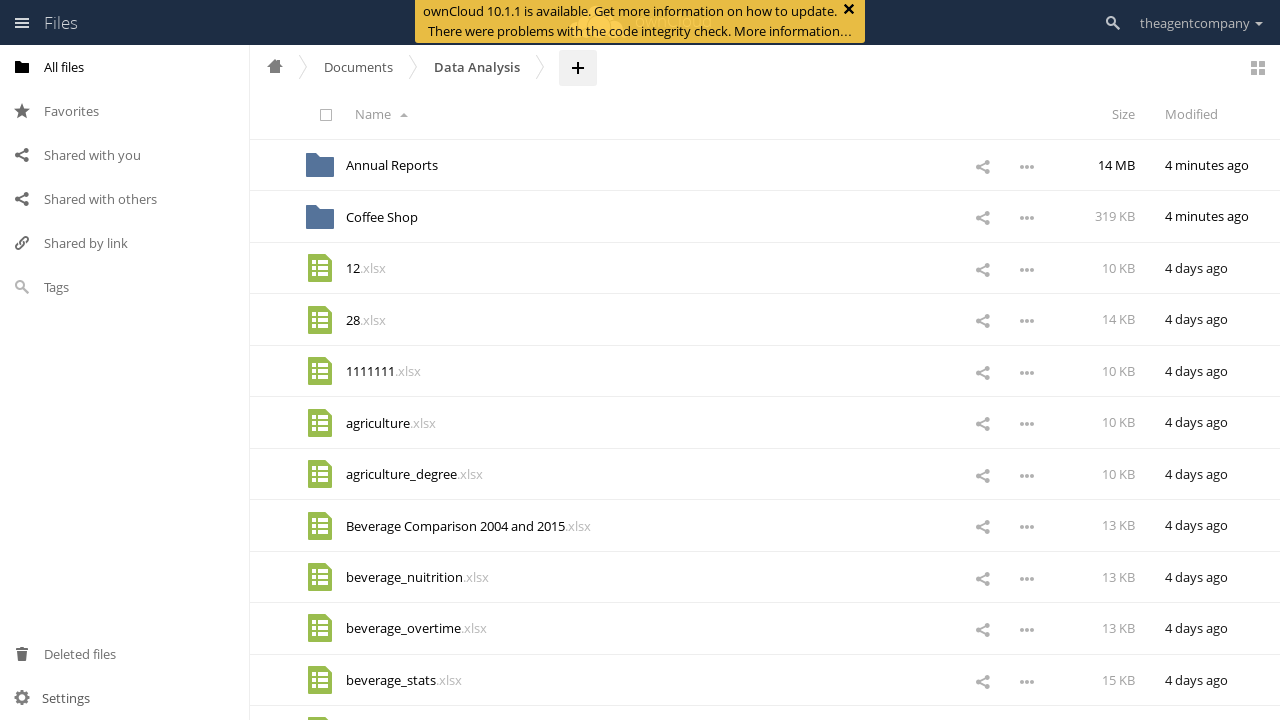 ownCloud 10.1.1 is available. Get more information on how to update.
There were problems with the code integrity check. More information…
Files
theagentcompany
All files
Favorites
Shared with you
Shared with others
Shared by link
Tags
Deleted files
Settings
Documents
Data Analysis
Name
Size
Modified
Annual Reports 14 MB 4 minutes ago
Coffee Shop 319 KB 4 minutes ago
12.xlsx 10 KB 4 days ago
28.xlsx 14 KB 4 days ago
1111111.xlsx 10 KB 4 days ago
agriculture.xlsx 10 KB 4 days ago
agriculture_degree.xlsx 10 KB 4 days ago
Beverage Comparison 2004 and 2015.xlsx 13 KB 4 days ago
beverage_nuitrition.xlsx 13 KB 4 days ago
beverage_overtime.xlsx 13 KB 4 days ago
beverage_stats.xlsx 15 KB 4 days ago